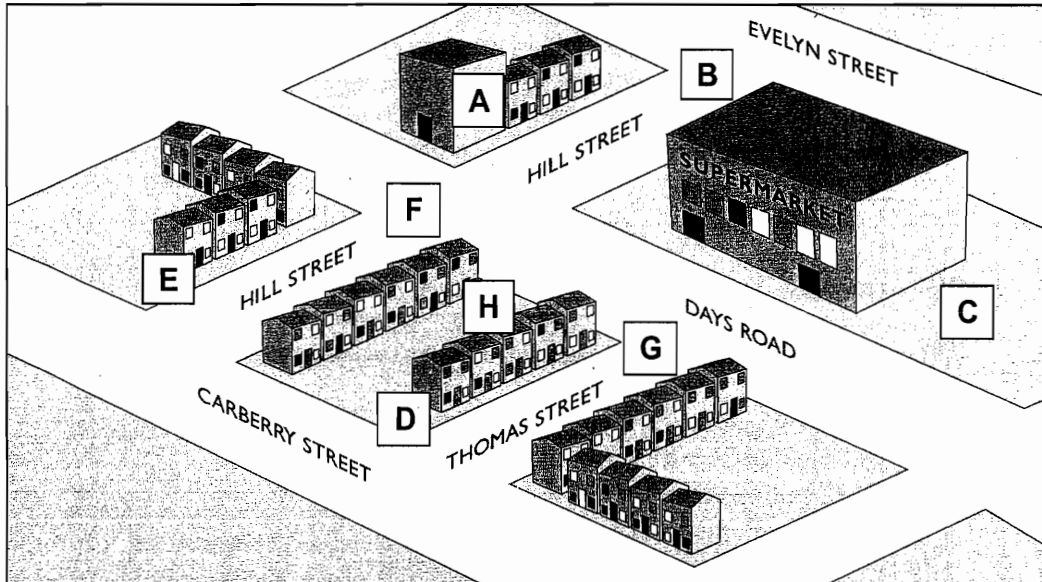 EVELYN STREET
B
A
HILL STREET
SUPERMARKET
F
E
HILL STREET
H
C
DAYS ROAD
G
D
CARBERRY STREET
THOMAS STREET